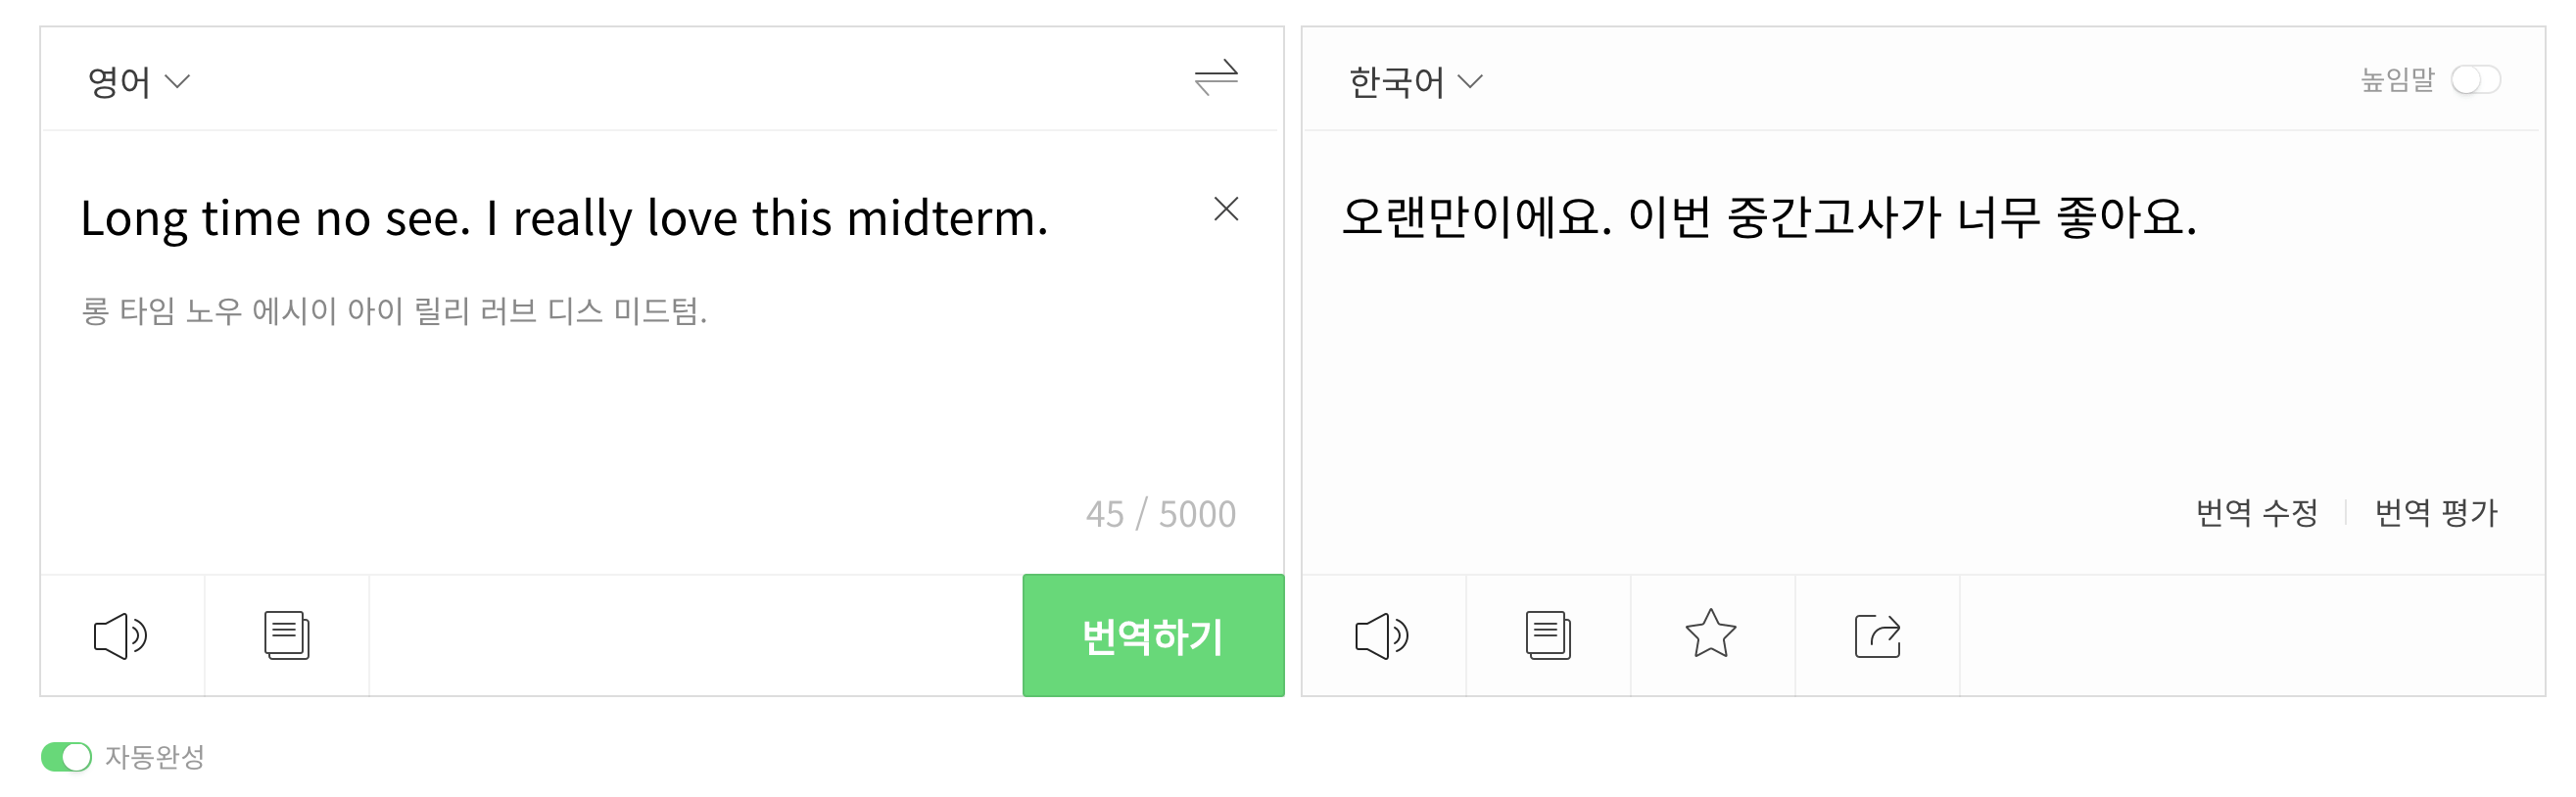 영어
Long time no see. I really love this midterm.
롱 타임 노우 에시이 아이 릴리 러브 디스 미드텀.
45 / 5000
번역하기
한국어
높임말
오랜만이에요. 이번 중간고사가 너무 좋아요.
번역 수정
번역 평가
자동완성